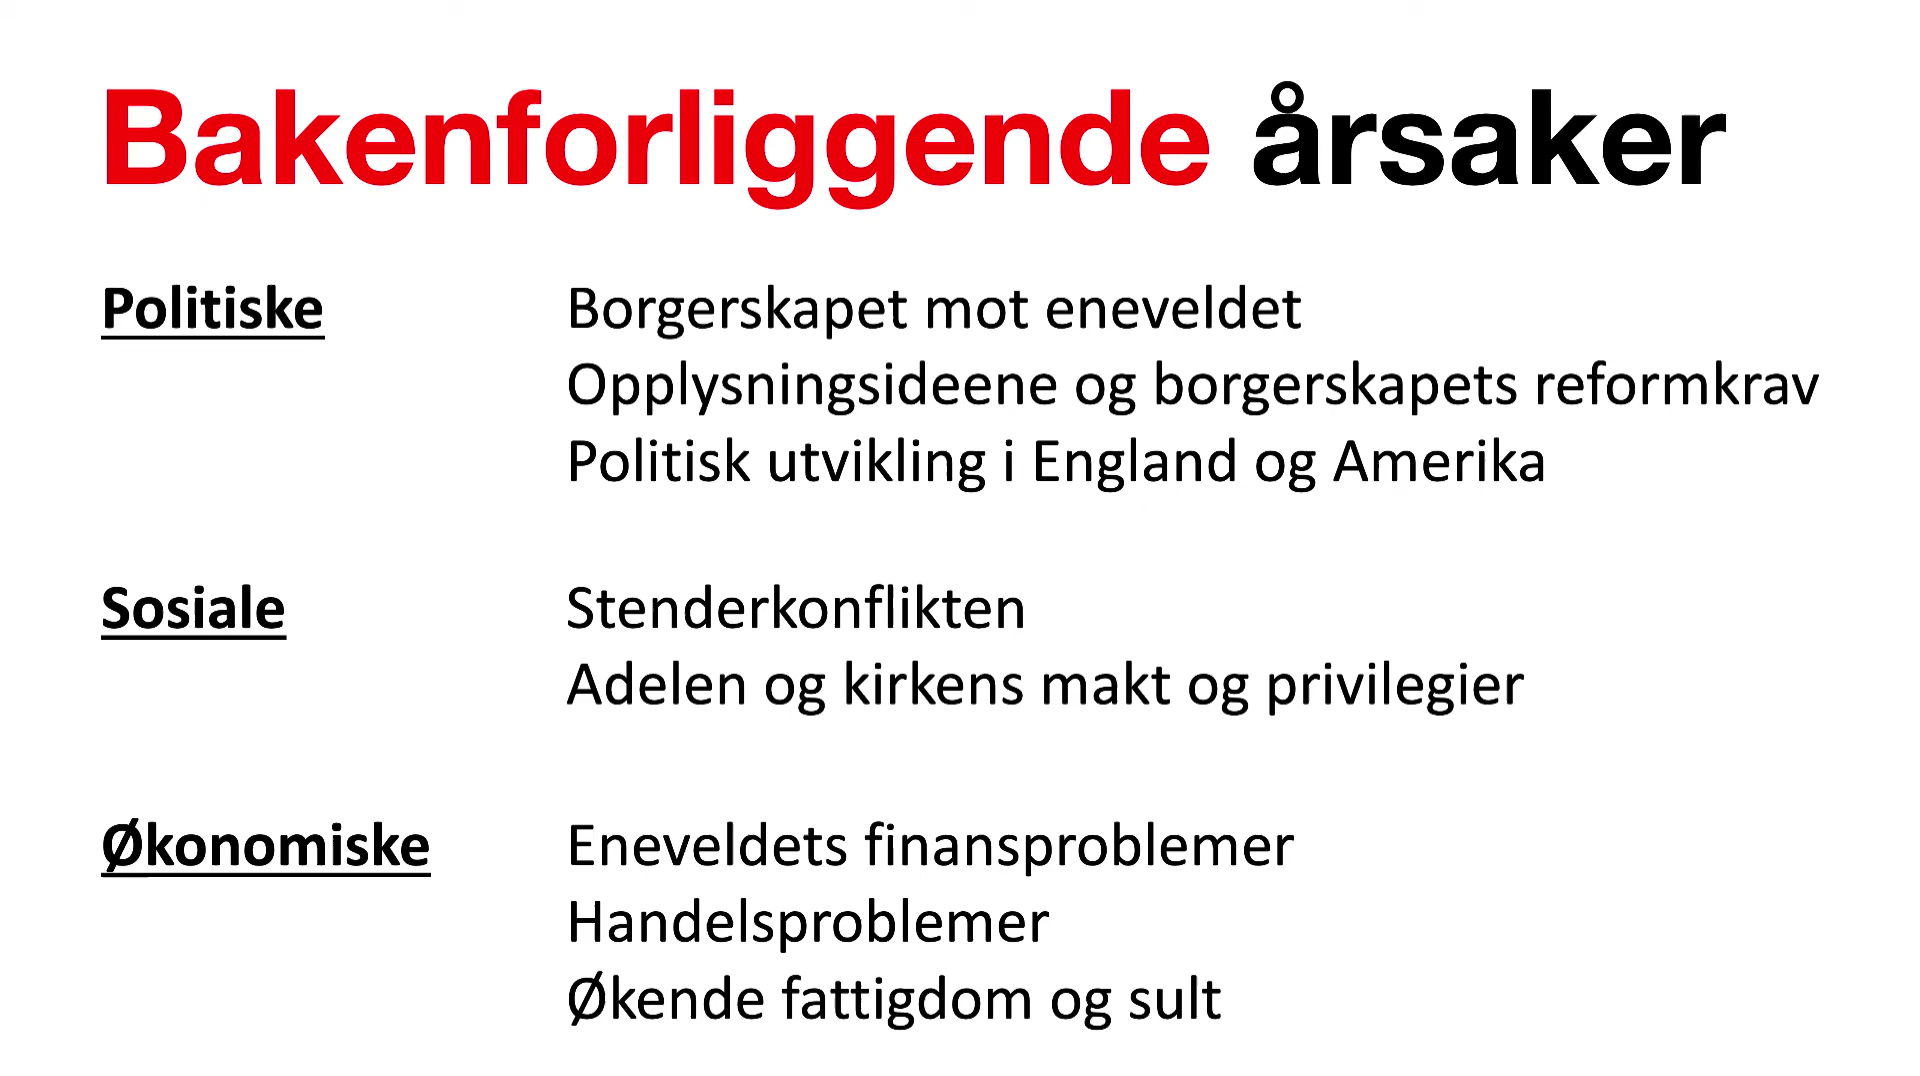 Bakenforliggende årsaker
Politiske Borgerskapet mot eneveldet
Opplysningsideene og borgerskapets reformkrav
Politisk utvikling i England og Amerika
Sosiale Stenderkonflikten
Adelen og kirkens makt og privilegier
Økonomiske Eneveldets finansproblemer
Handelsproblemer
Økende fattigdom og sult